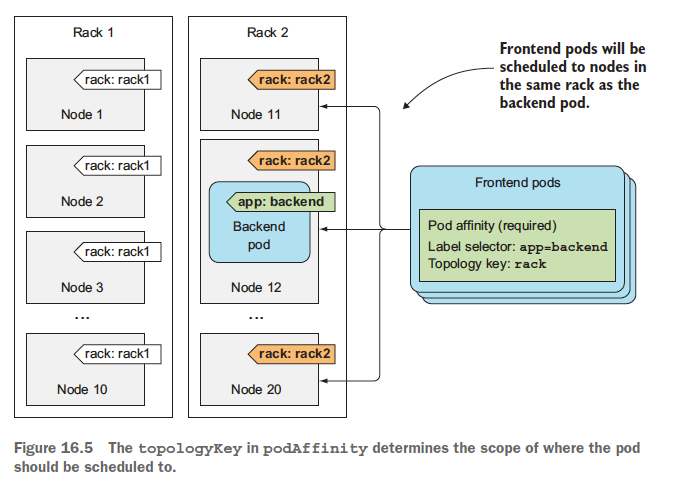 Rack 1
rack: rack1
Node 1
rack: rack1
Node 2
rack: rack1
Node 3
...
rack: rack1
Node 10
Rack 2
rack: rack2
Node 11
rack: rack2
app: backend
Backend
pod
Node 12
...
rack: rack2
Node 20
Frontend pods will be
scheduled to nodes in
the same rack as the
backend pod.
Frontend pods
Pod affinity (required)
Label selector: app=backend
Topology key: rack
Figure 16.5 The topologyKey in podAffinity determines the scope of where the pod
should be scheduled to.